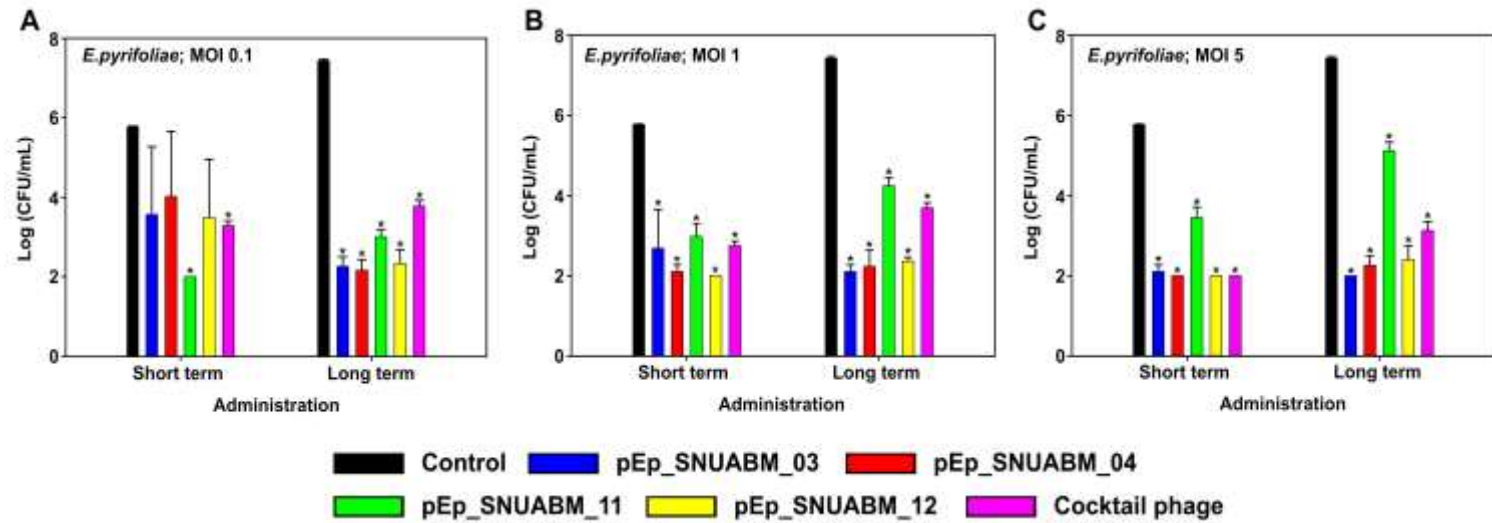 A
E.pyrifoliae; MOI 0.1
Log (CFU/mL)
8
6
4
2
0
* * * * * * *
Short term Long term
Administration
B
E.pyrifoliae; MOI 1
Log (CFU/mL)
8
6
4
2
0
* * * * * * * * * *
Short term Long term
Administration
C
E.pyrifoliae; MOI 5
Log (CFU/mL)
8
6
4
2
0
* * * * * * * * * *
Short term Long term
Administration
Control pEp_SNUABM_03 pEp_SNUABM_04
pEp_SNUABM_11 pEp_SNUABM_12 Cocktail phage